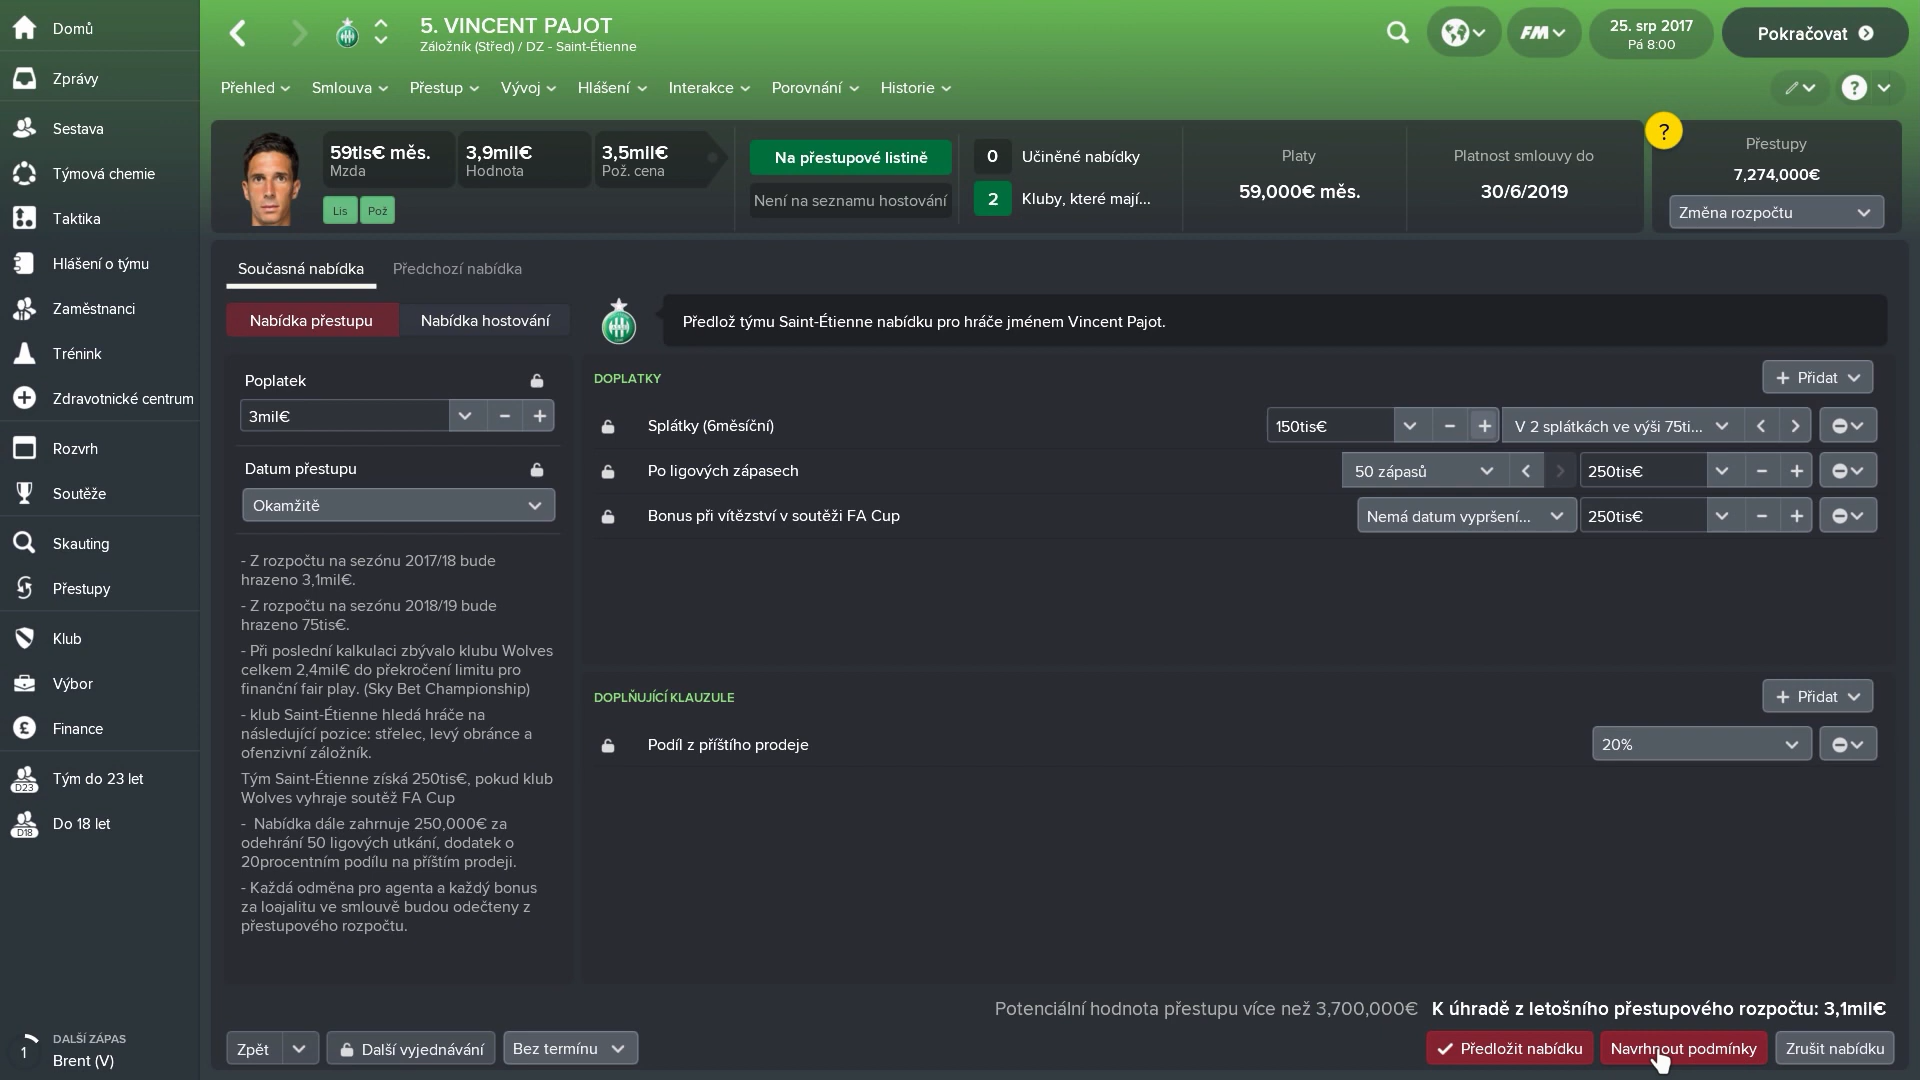 Domů
Zprávy
Sestava
Týmová chemie
Taktika
Hlášení o týmu
Zaměstnanci
Trénink
Zdravotnické centrum
Rozvrh
Soutěže
Skauting
Přestupy
Klub
Výbor
Finance
D23
Tým do 23 let
D18
Do 18 let
1
DALŠÍ ZÁPAS
Brent (V)
5. VINCENT PAJOT
Záložník (Střed) / DZ - Saint-Étienne
FM
25. srp 2017
Pá 8:00
Pokračovat
Přehled
Smlouva
Přestup
Vývoj
Hlášení
Interakce
Porovnání
Historie
?
59tis€ měs.
Mzda
3,9mil€
Hodnota
3,5mil€
Pož. cena
Lis
Pož
Na přestupové listině
Není na seznamu hostování
0 Učiněné nabídky
2 Kluby, které mají...
Platy
59,000€ měs.
Platnost smlouvy do
30/6/2019
?
Přestupy
7,274,000€
Změna rozpočtu
Současná nabídka
Předchozí nabídka
Nabídka přestupu
Nabídka hostování
Předlož týmu Saint-Étienne nabídku pro hráče jménem Vincent Pajot.
Poplatek
3mil€
Datum přestupu
Okamžitě
- Z rozpočtu na sezónu 2017/18 bude
hrazeno 3,1mil€.
- Z rozpočtu na sezónu 2018/19 bude
hrazeno 75tis€.
- Při poslední kalkulaci zbývalo klubu Wolves
celkem 2,4mil€ do překročení limitu pro
finanční fair play. (Sky Bet Championship)
- klub Saint-Étienne hledá hráče na
následující pozice: střelec, levý obránce a
ofenzivní záložník.
Tým Saint-Étienne získá 250tis€, pokud klub
Wolves vyhraje soutěž FA Cup
- Nabídka dále zahrnuje 250,000€ za
odehrání 50 ligových utkání, dodatek o
20procentním podílu na příštím prodeji.
- Každá odměna pro agenta a každý bonus
za loajalitu ve smlouvě budou odečteny z
přestupového rozpočtu.
DOPLATKY
Přidat
Splátky (6měsíční)
150tis€
V 2 splátkách ve výši 75ti...
Po ligových zápasech
50 zápasů
250tis€
Bonus při vítězství v soutěži FA Cup
Nemá datum vypršení...
250tis€
DOPLŇUJÍCÍ KLAUZULE
Přidat
Podíl z příštího prodeje
20%
Potenciální hodnota přestupu více než 3,700,000€
K úhradě z letošního přestupového rozpočtu: 3,1mil€
Zpět
Další vyjednávání
Bez termínu
Předložit nabídku
Navrhnout podmínky
Zrušit nabídku